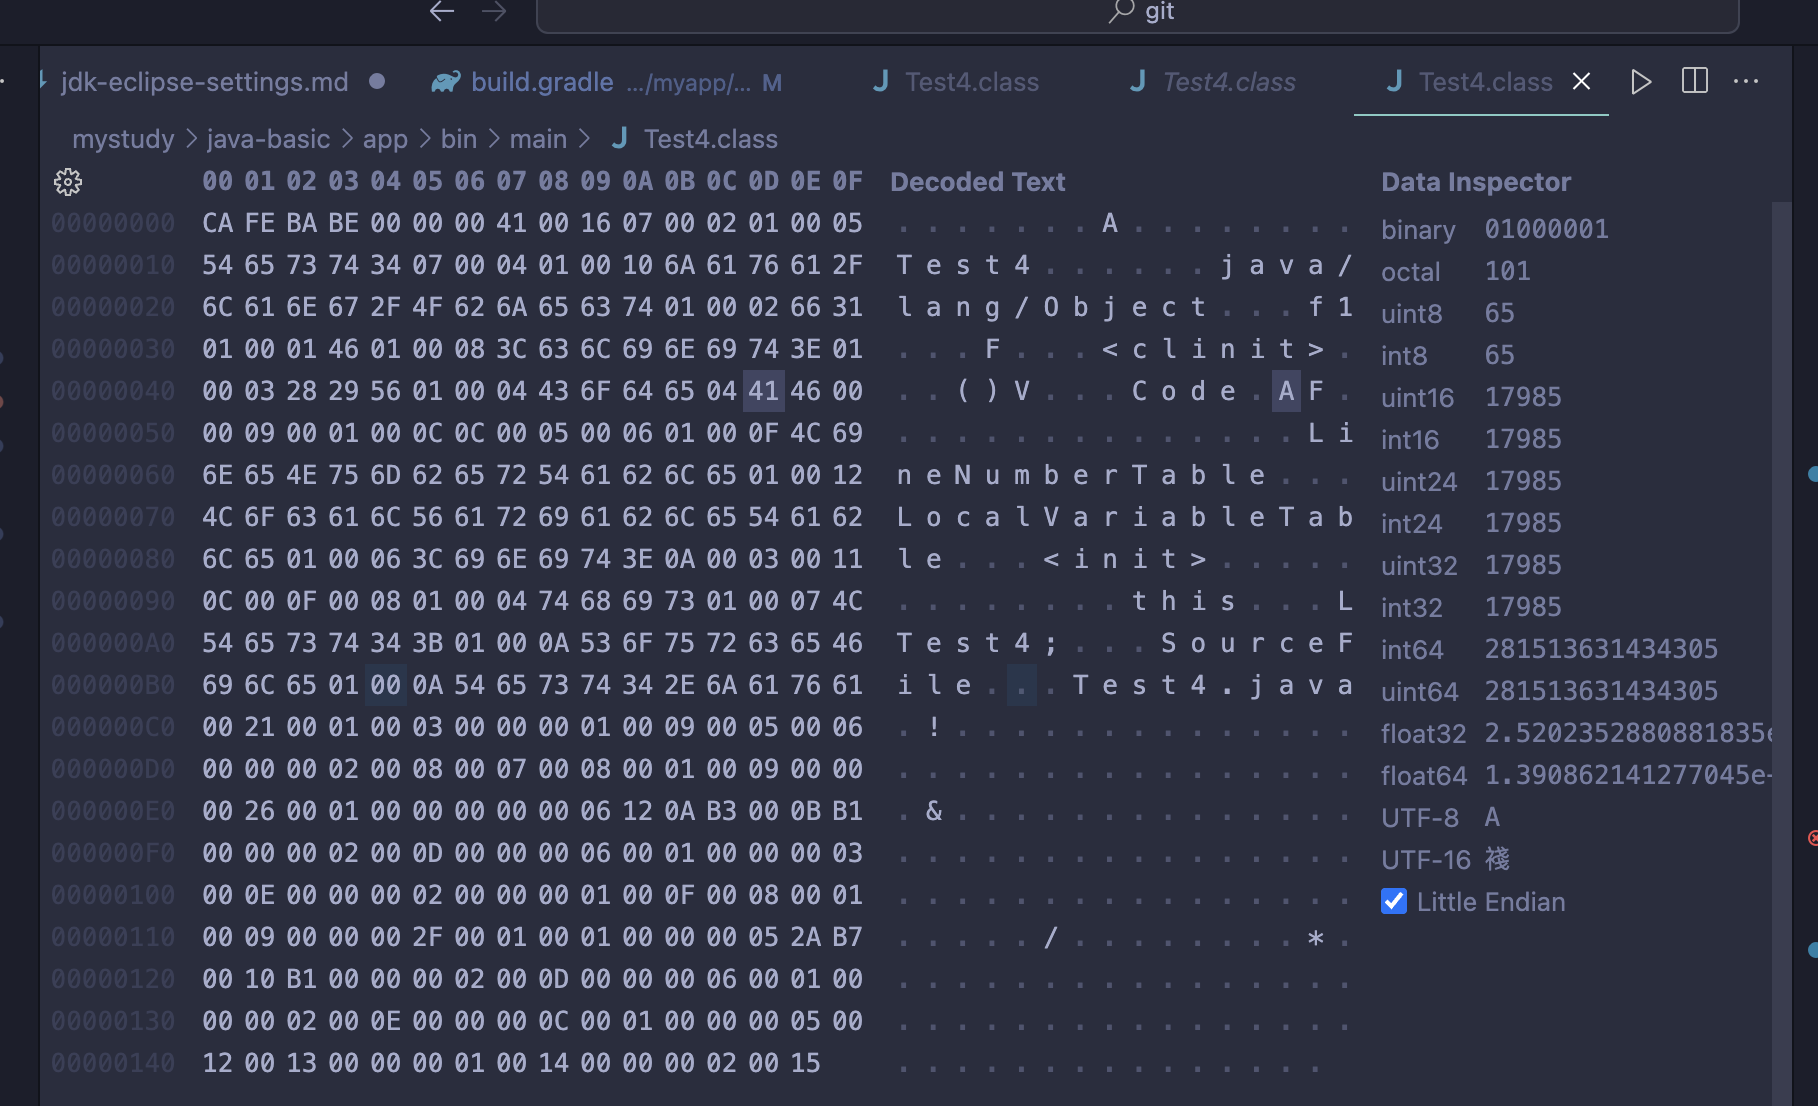 git
jdk-eclipse-settings.md
build.gradle .../myapp/... M
J Test4.class
J Test4.class
J Test4.class
mystudy > java-basic > app > bin > main > J Test4.class
00 01 02 03 04 05 06 07 08 09 0A 0B 0C 0D 0E 0F Decoded Text
00000000 CA FE BA BE 00 00 00 41 00 16 07 00 02 01 00 05 . . . . . . . A . . . . . . . .
00000010 54 65 73 74 34 07 00 04 01 00 10 6A 61 76 61 2F T e s t 4 . . . . . . j a v a /
00000020 6C 61 6E 67 2F 4F 62 6A 65 63 74 01 00 02 66 31 l a n g / O b j e c t . . . f 1
00000030 01 00 01 46 01 00 08 3C 63 6C 69 6E 69 74 3E 01 . . . F . . . < c l i n i t > .
00000040 00 03 28 29 56 01 00 04 43 6F 64 65 04 41 46 00 . . ( ) V . . . C o d e . A F .
00000050 00 09 00 01 00 0C 0C 00 05 00 06 01 00 0F 4C 69 . . . . . . . . . . . . . . L i
00000060 6E 65 4E 75 6D 62 65 72 54 61 62 6C 65 01 00 12 n e N u m b e r T a b l e . . .
00000070 4C 6F 63 61 6C 56 61 72 69 61 62 6C 65 54 61 62 L o c a l V a r i a b l e T a b
00000080 6C 65 01 00 06 3C 69 6E 69 74 3E 0A 00 03 00 11 l e . . . < i n i t > . . . . .
00000090 0C 00 0F 00 08 01 00 04 74 68 69 73 01 00 07 4C . . . . . . . . t h i s . . . L
000000A0 54 65 73 74 34 3B 01 00 0A 53 6F 75 72 63 65 46 T e s t 4 ; . . . S o u r c e F
000000B0 69 6C 65 01 00 0A 54 65 73 74 34 2E 6A 61 76 61 i l e . . . T e s t 4 . j a v a
000000C0 00 21 00 01 00 03 00 00 00 01 00 09 00 05 00 06 . ! . . . . . . . . . . . . . .
000000D0 00 00 00 02 00 08 00 07 00 08 00 01 00 09 00 00 . . . . . . . . . . . . . . . .
000000E0 00 26 00 01 00 00 00 00 00 06 12 0A B3 00 0B B1 . & . . . . . . . . . . . . . .
000000F0 00 00 00 02 00 0D 00 00 00 06 00 01 00 00 00 03 . . . . . . . . . . . . . . . .
00000100 00 0E 00 00 00 02 00 00 00 01 00 0F 00 08 00 01 . . . . . . . . . . . . . . . .
00000110 00 09 00 00 00 2F 00 01 00 01 00 00 00 05 2A B7 . . . . . / . . . . . . . . * .
00000120 00 10 B1 00 00 00 02 00 0D 00 00 00 06 00 01 00 . . . . . . . . . . . . . . . .
00000130 00 00 02 00 0E 00 00 00 0C 00 01 00 00 00 05 00 . . . . . . . . . . . . . . . .
00000140 12 00 13 00 00 00 01 00 14 00 00 00 02 00 15 . . . . . . . . . . . . . . .
Data Inspector
binary 01000001
octal 101
uint8 65
int8 65
uint16 17985
int16 17985
uint24 17985
int24 17985
uint32 17985
int32 17985
int64 281513631434305
uint64 281513631434305
float32 2.5202352880881835e
float64 1.390862141277045e-
UTF-8 A
UTF-16
Little Endian